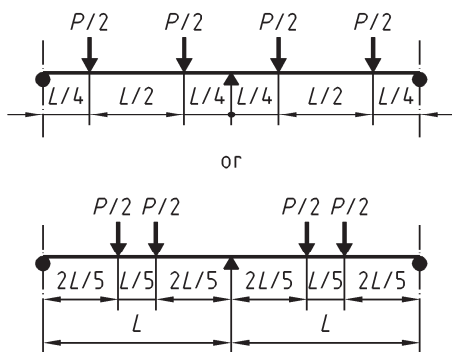 P/2 P/2 P/2 P/2
L/4 L/2 L/4 L/4 L/2 L/4
or
P/2 P/2 P/2 P/2
2L/5 L/5 2L/5 2L/5 L/5 2L/5
L L